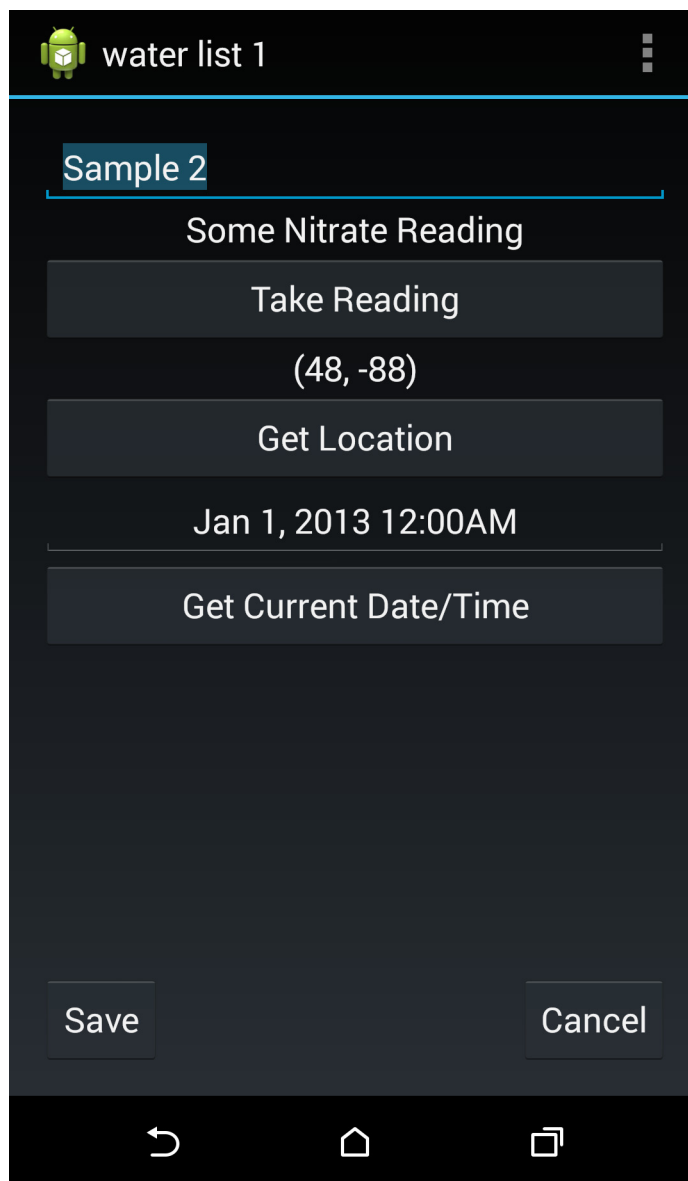 water list 1
Sample 2
Some Nitrate Reading
Take Reading
(48, -88)
Get Location
Jan 1, 2013 12:00AM
Get Current Date/Time
Save Cancel